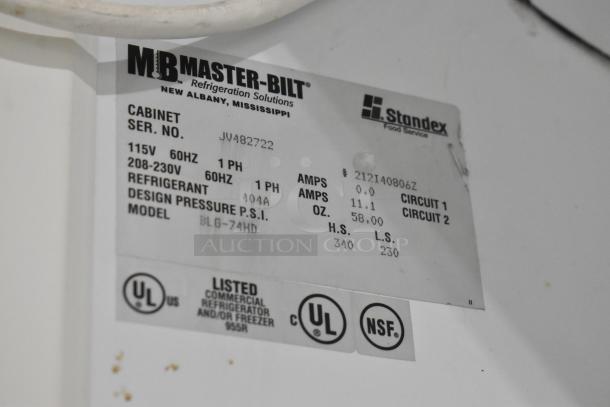 MB MASTER-BILT®
Refrigeration Solutions
NEW ALBANY, MISSISSIPPI
Standex
Food Service
CABINET
SER. NO. JV482722 # 212I40806Z
115V 60HZ 1 PH AMPS 0.0 CIRCUIT 1
208-230V 60HZ 1 PH AMPS 11.1 CIRCUIT 2
REFRIGERANT 404A OZ. 58.00
DESIGN PRESSURE P.S.I. H.S. 340 L.S. 230
MODEL BLG-74HD
AUCTION GROUP
UL US
LISTED
COMMERCIAL
REFRIGERATOR
AND/OR FREEZER
955R
C UL
NSF®